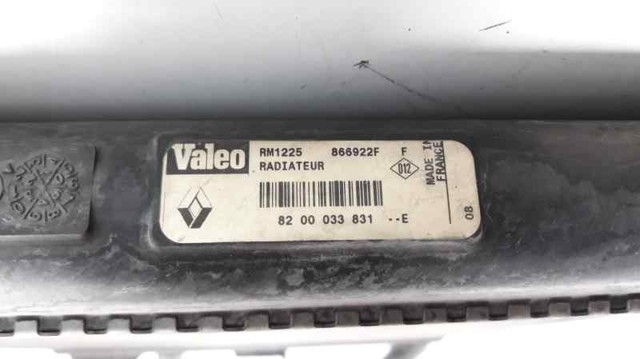 Valeo RM1225 866922F F
RADIATEUR
D12
82 00 033 831 --E
MADE IN
FRANCE
08